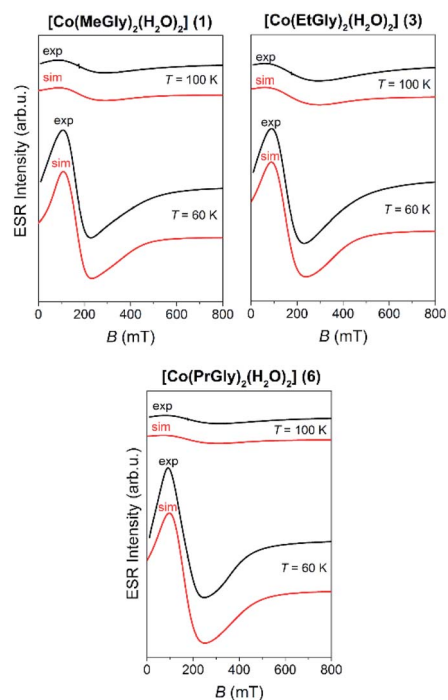 [Co(MeGly)₂(H₂O)₂] (1)
exp
sim
T = 100 K
exp
sim
T = 60 K
ESR Intensity (arb.u.)
0 200 400 600 800
B (mT)
[Co(EtGly)₂(H₂O)₂] (3)
exp
sim
T = 100 K
exp
sim
T = 60 K
0 200 400 600 800
B (mT)
[Co(PrGly)₂(H₂O)₂] (6)
exp
sim
T = 100 K
exp
sim
T = 60 K
ESR Intensity (arb.u.)
0 200 400 600 800
B (mT)